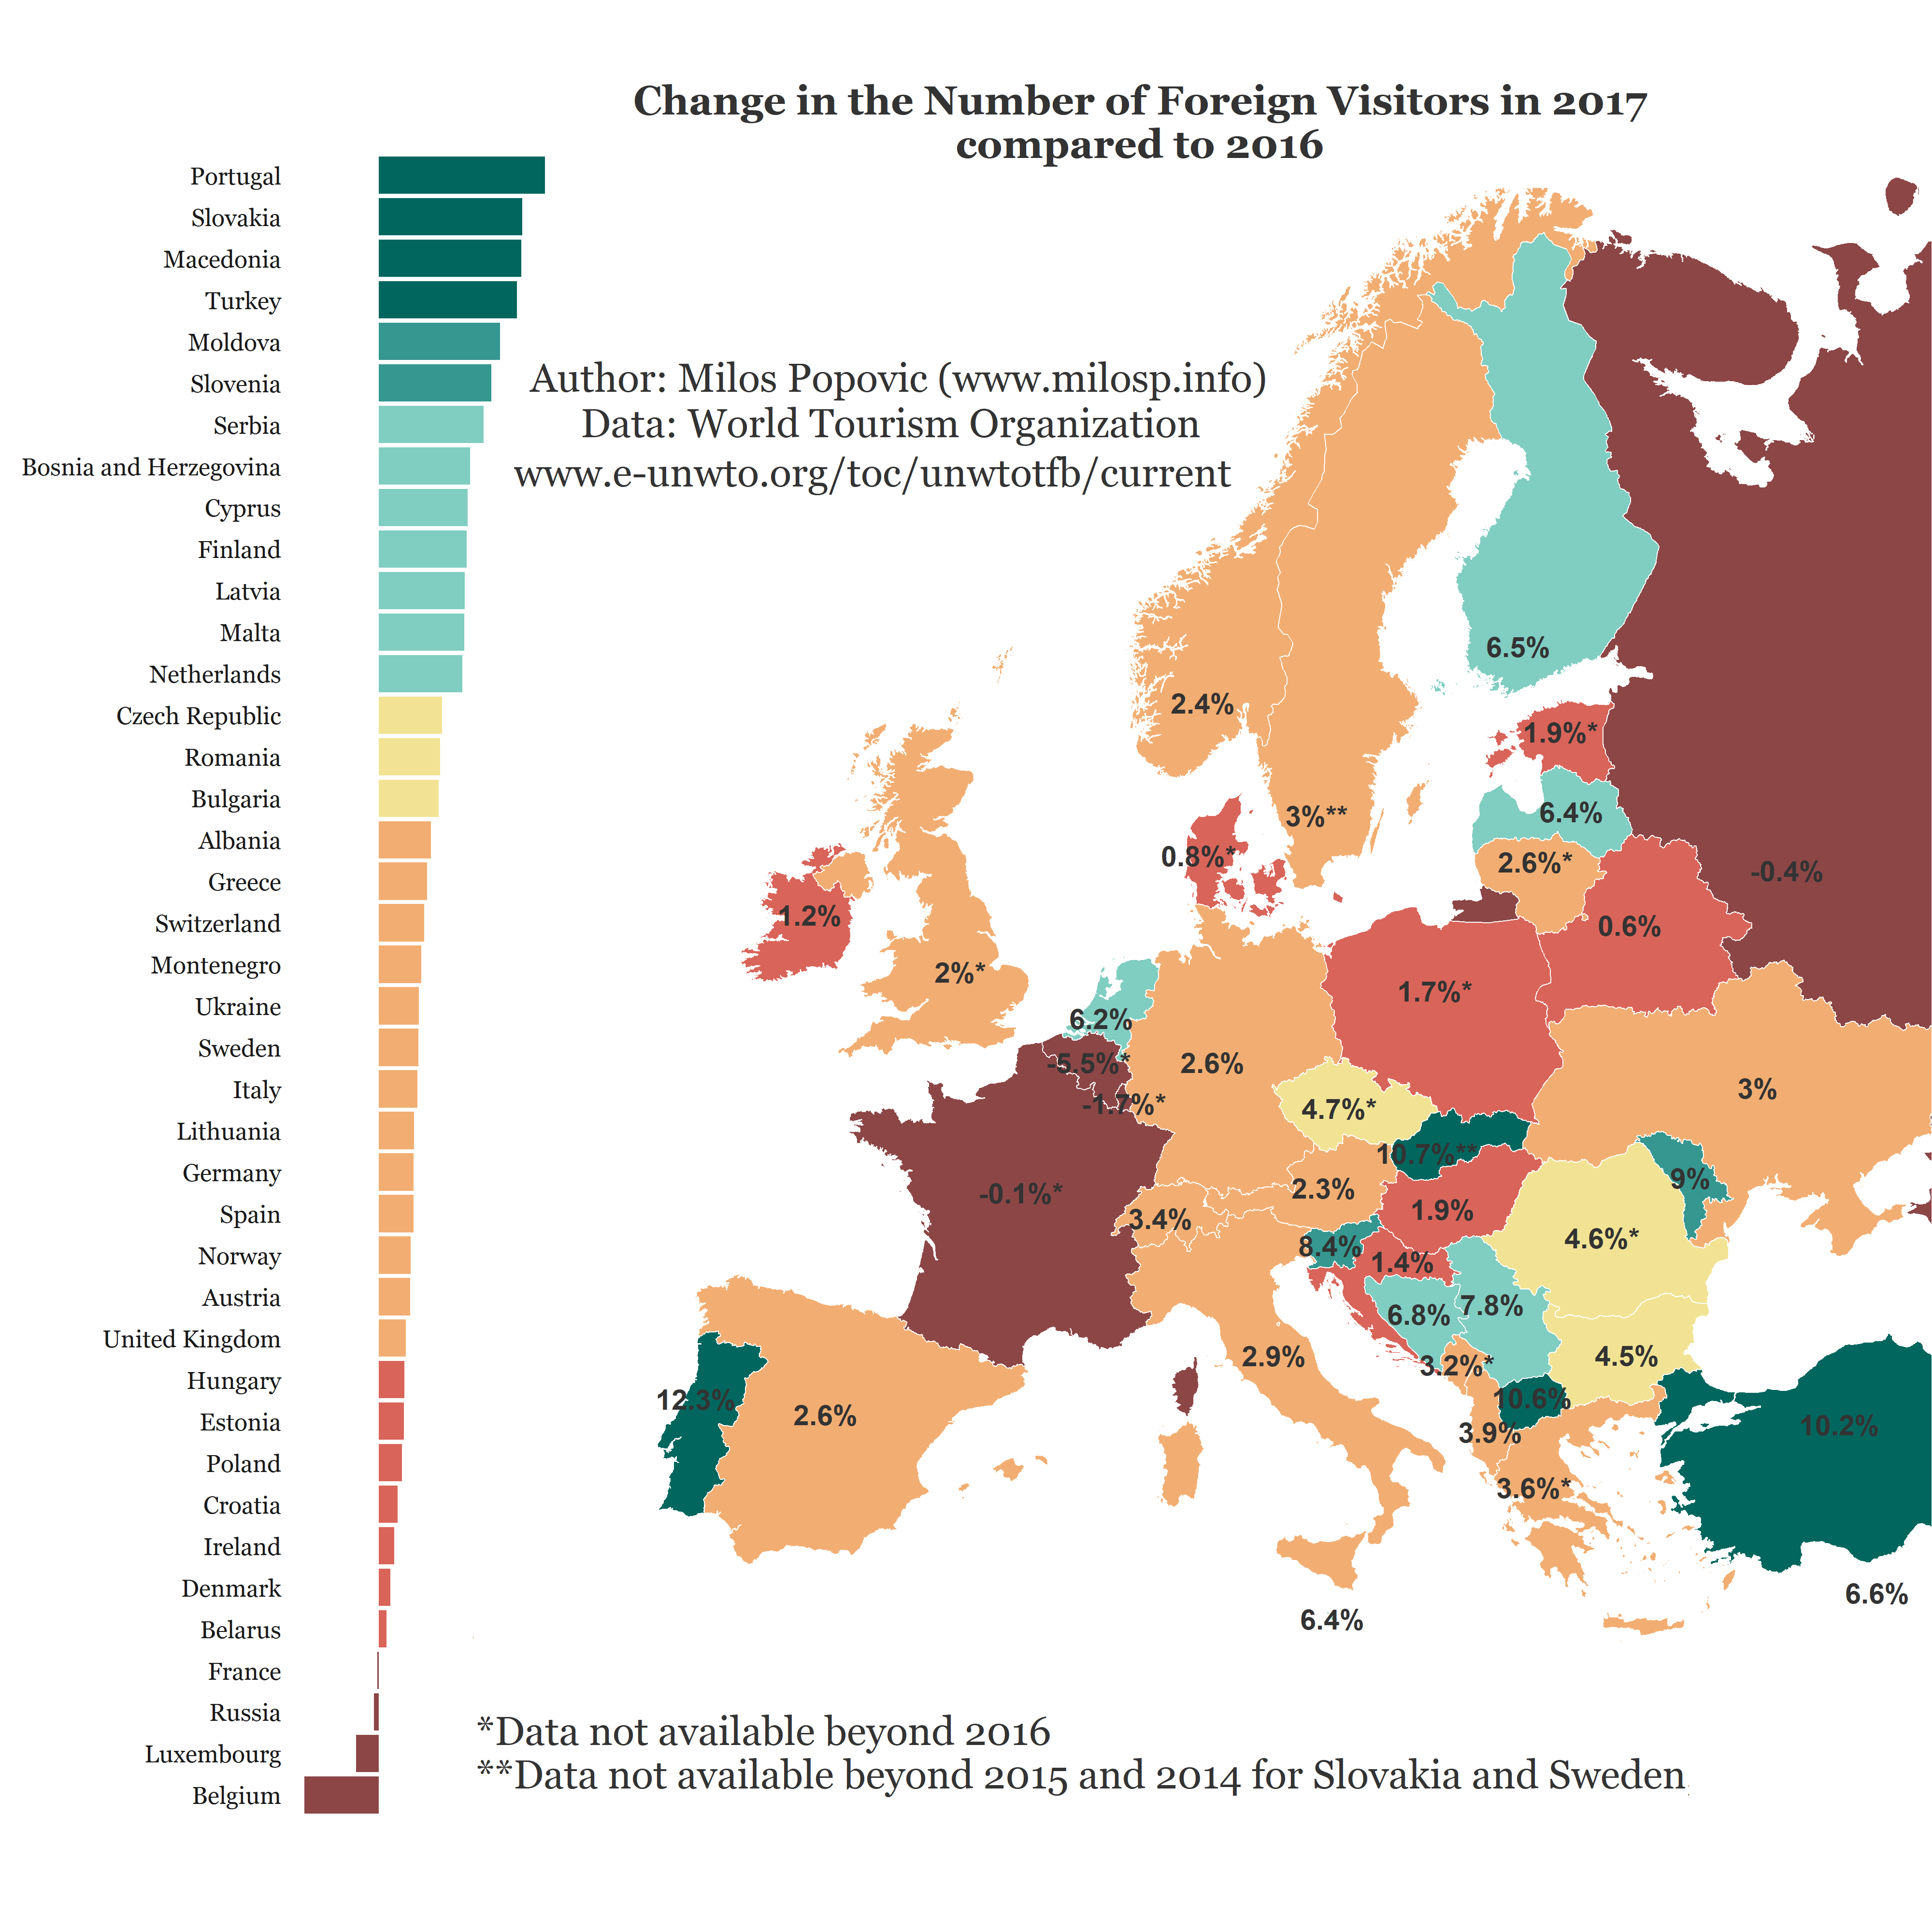 Change in the Number of Foreign Visitors in 2017
compared to 2016
Portugal
Slovakia
Macedonia
Turkey
Moldova
Slovenia
Serbia
Bosnia and Herzegovina
Cyprus
Finland
Latvia
Malta
Netherlands
Czech Republic
Romania
Bulgaria
Albania
Greece
Switzerland
Montenegro
Ukraine
Sweden
Italy
Lithuania
Germany
Spain
Norway
Austria
United Kingdom
Hungary
Estonia
Poland
Croatia
Ireland
Denmark
Belarus
France
Russia
Luxembourg
Belgium
Author: Milos Popovic (www.milosp.info)
Data: World Tourism Organization
www.e-unwto.org/toc/unwtotfb/current
6.5%
2.4%
1.9%*
3%**
6.4%
0.8%*
2.6%*
-0.4%
1.2%
0.6%
2%*
1.7%*
6.2%
-5.5%*
2.6%
3%
-1.7%*
4.7%*
10.7%**
9%
-0.1%*
2.3%
3.4%
1.9%
4.6%*
8.4%
1.4%
7.8%
6.8%
2.9%
3.2%*
4.5%
12.3%
10.6%
2.6%
3.9%
10.2%
3.6%*
6.6%
6.4%
*Data not available beyond 2016
**Data not available beyond 2015 and 2014 for Slovakia and Sweden